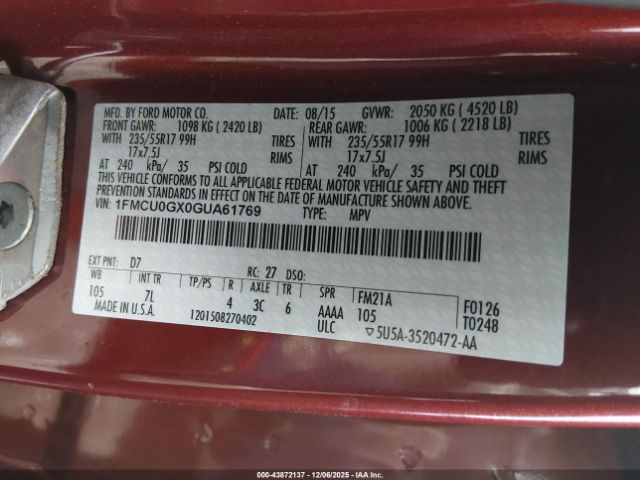 MFD. BY FORD MOTOR CO. DATE: 08/15 GVWR: 2050 KG ( 4520 LB)
FRONT GAWR: 1098 KG ( 2420 LB) REAR GAWR: 1006 KG ( 2218 LB)
WITH 235/55R17 99H TIRES WITH 235/55R17 99H TIRES
17x7.5J RIMS 17x7.5J RIMS
AT 240 kPa/ 35 PSI COLD AT 240 kPa/ 35 PSI COLD
THIS VEHICLE CONFORMS TO ALL APPLICABLE FEDERAL MOTOR VEHICLE SAFETY AND THEFT
PREVENTION STANDARDS IN EFFECT ON THE DATE OF MANUFACTURE SHOWN ABOVE.
VIN: 1FMCU0GX0GUA61769 TYPE: MPV
EXT PNT: D7 RC: 27 DSO:
WB INT TR TP/PS R AXLE TR SPR FM21A F0126
105 7L 4 3C 6 AAAA 105 T0248
MADE IN U.S.A. 1201508270402 ULC ▽5U5A-3520472-AA
000-43872137 - 12/06/2025 - IAA Inc.